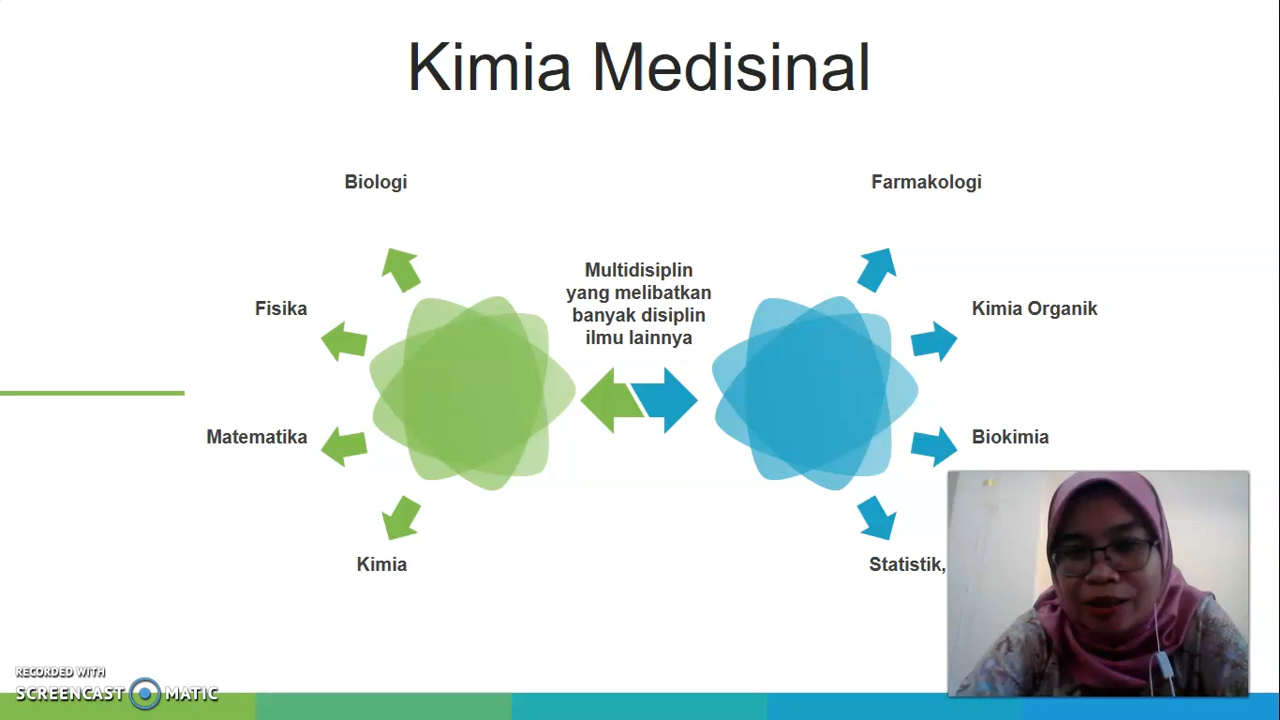 Kimia Medisinal
Biologi
Farmakologi
Multidisiplin
yang melibatkan
banyak disiplin
ilmu lainnya
Fisika
Kimia Organik
Matematika
Biokimia
Kimia
Statistik,
RECORDED WITH
SCREENCAST MATIC